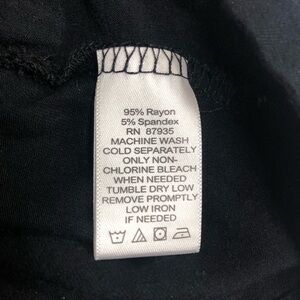 95% Rayon
5% Spandex
RN 87935
MACHINE WASH
COLD SEPARATELY
ONLY NON-
CHLORINE BLEACH
WHEN NEEDED
TUMBLE DRY LOW
REMOVE PROMPTLY
LOW IRON
IF NEEDED